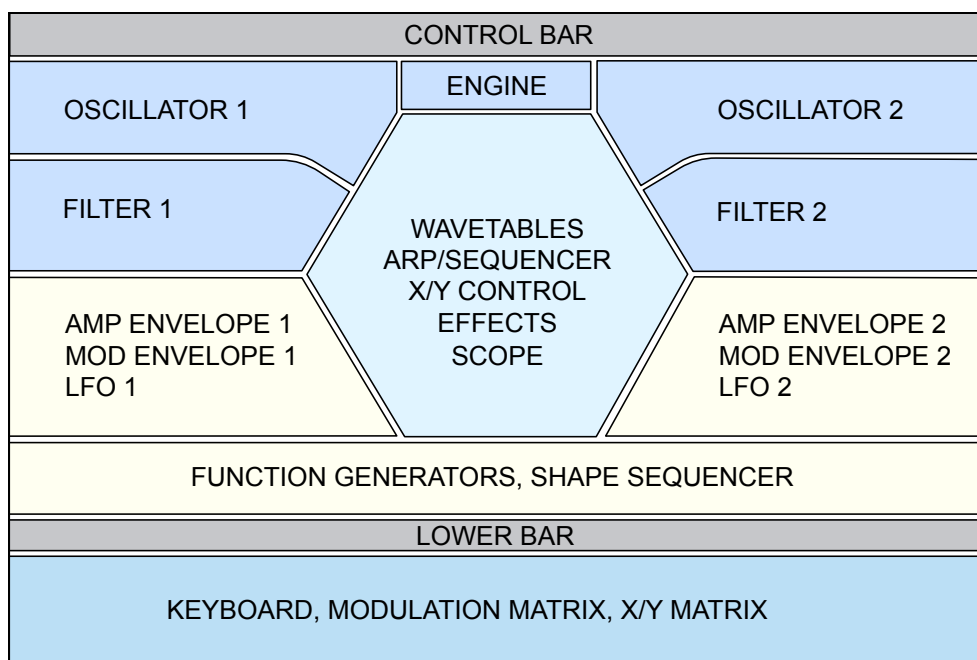 CONTROL BAR
ENGINE
OSCILLATOR 1
OSCILLATOR 2
FILTER 1
FILTER 2
WAVETABLES
ARP/SEQUENCER
X/Y CONTROL
EFFECTS
SCOPE
AMP ENVELOPE 1
MOD ENVELOPE 1
LFO 1
AMP ENVELOPE 2
MOD ENVELOPE 2
LFO 2
FUNCTION GENERATORS, SHAPE SEQUENCER
LOWER BAR
KEYBOARD, MODULATION MATRIX, X/Y MATRIX